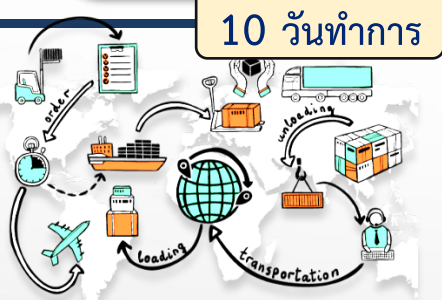 10 วันทำการ
order
unloading
loading
transportation